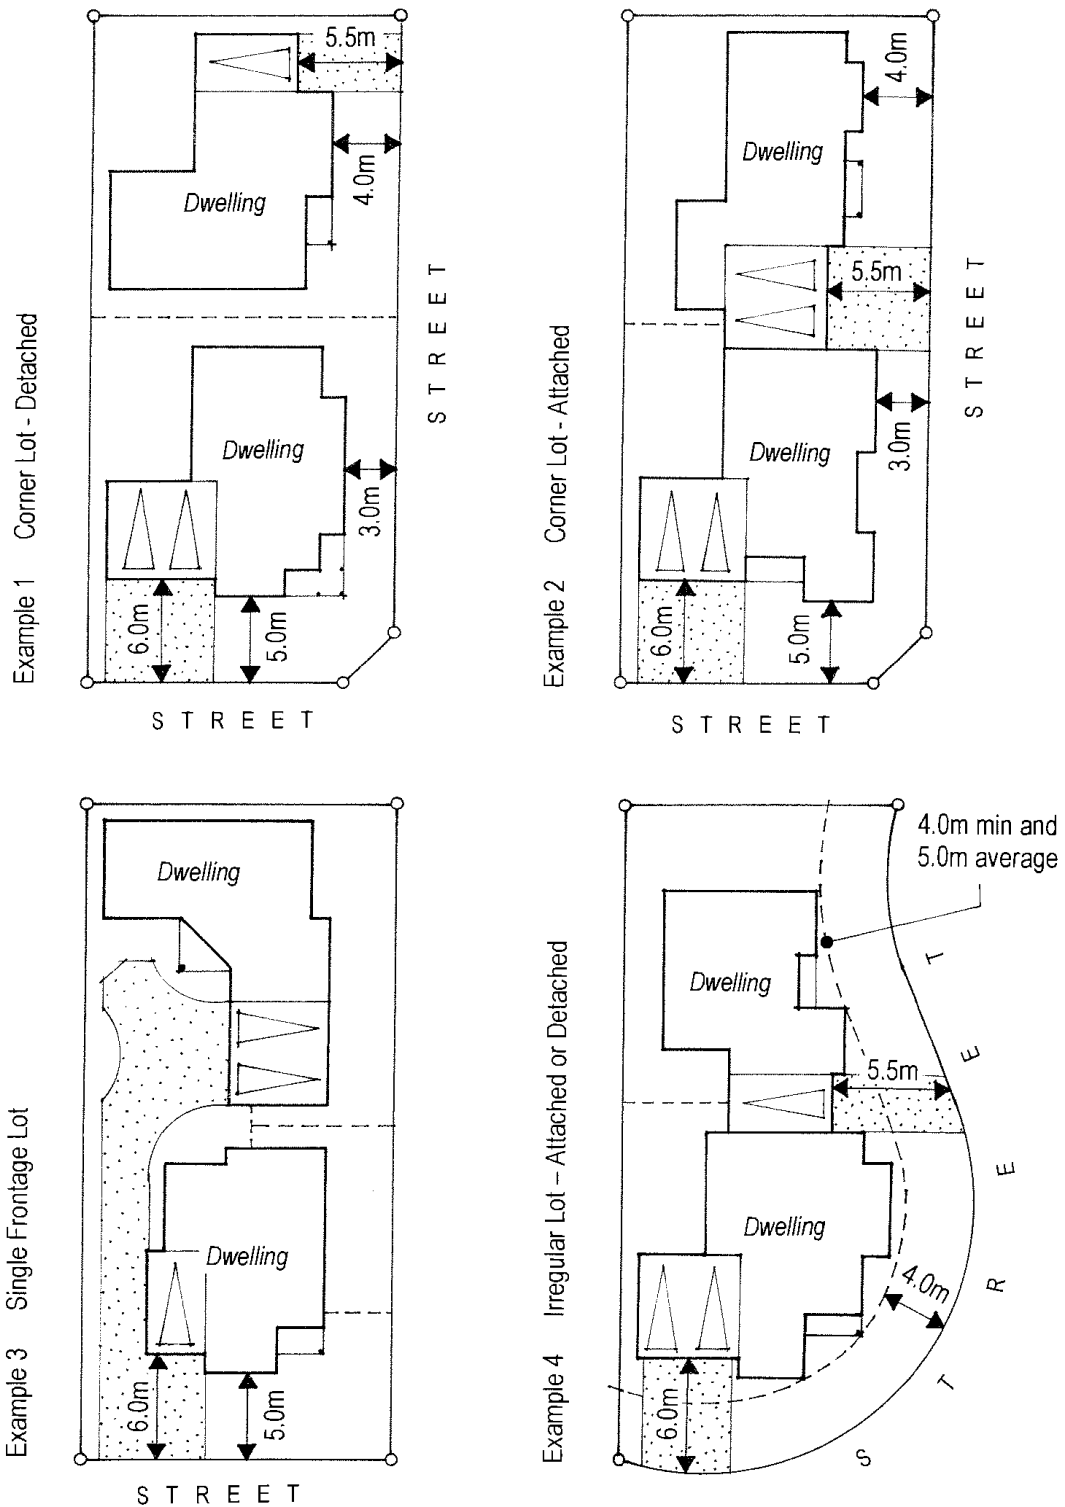 Example 1 Corner Lot - Detached
5.5m
4.0m
Dwelling
STREET
Dwelling
3.0m
6.0m
5.0m
STREET
Example 2 Corner Lot - Attached
4.0m
Dwelling
5.5m
STREET
Dwelling
3.0m
6.0m
5.0m
STREET
Example 3 Single Frontage Lot
Dwelling
Dwelling
6.0m
5.0m
STREET
Example 4 Irregular Lot – Attached or Detached
4.0m min and
5.0m average
Dwelling
5.5m
Dwelling
4.0m
6.0m
STREET